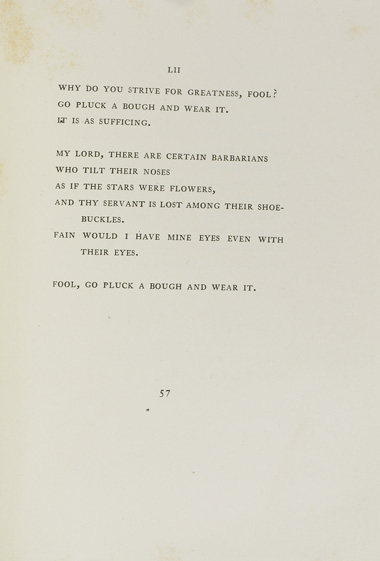 LII
WHY DO YOU STRIVE FOR GREATNESS, FOOL?
GO PLUCK A BOUGH AND WEAR IT.
IT IS AS SUFFICING.
MY LORD, THERE ARE CERTAIN BARBARIANS
WHO TILT THEIR NOSES
AS IF THE STARS WERE FLOWERS,
AND THY SERVANT IS LOST AMONG THEIR SHOE-
BUCKLES.
FAIN WOULD I HAVE MINE EYES EVEN WITH
THEIR EYES.
FOOL, GO PLUCK A BOUGH AND WEAR IT.
57